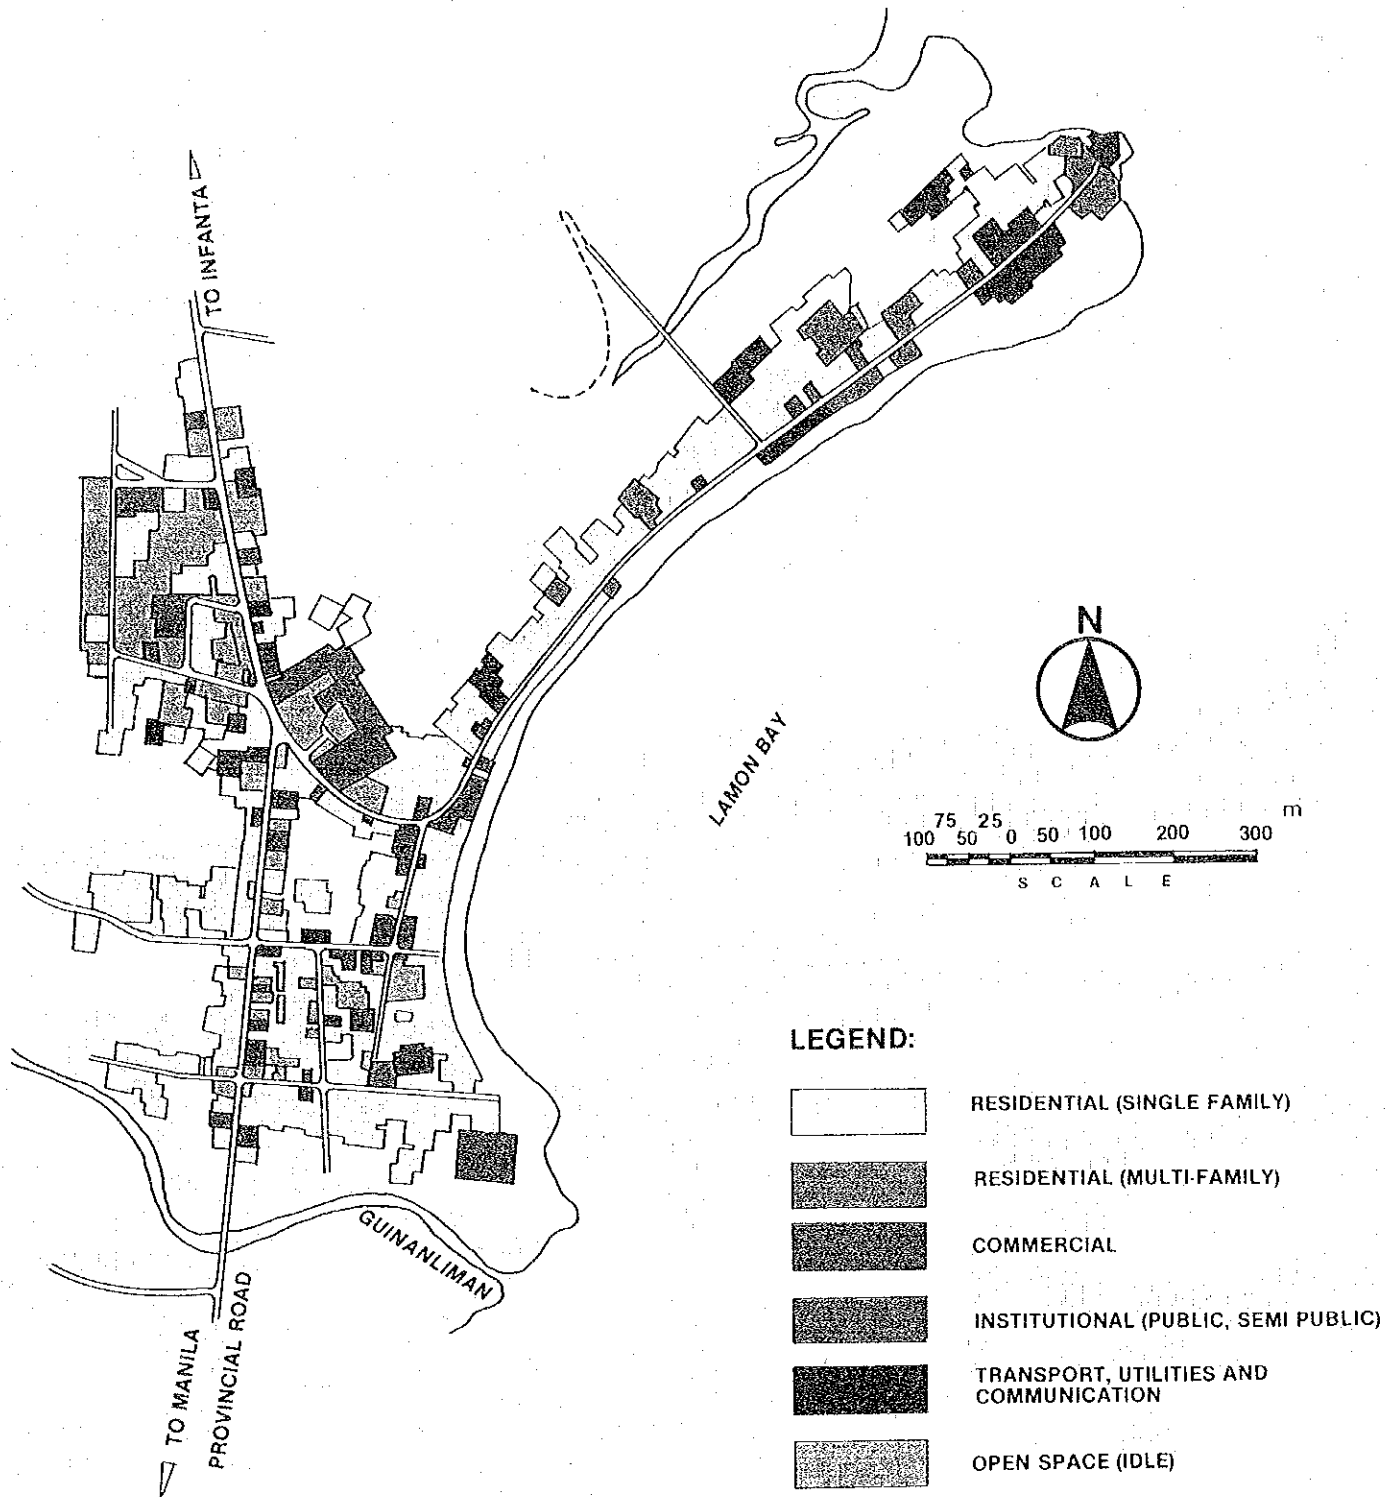 TO INFANTA
N
LAMON BAY
m
100 75 50 25 0 50 100 200 300
S C A L E
LEGEND:
RESIDENTIAL (SINGLE FAMILY)
RESIDENTIAL (MULTI-FAMILY)
COMMERCIAL
INSTITUTIONAL (PUBLIC, SEMI PUBLIC)
TRANSPORT, UTILITIES AND
COMMUNICATION
OPEN SPACE (IDLE)
GUINANLIMAN
TO MANILA
PROVINCIAL ROAD